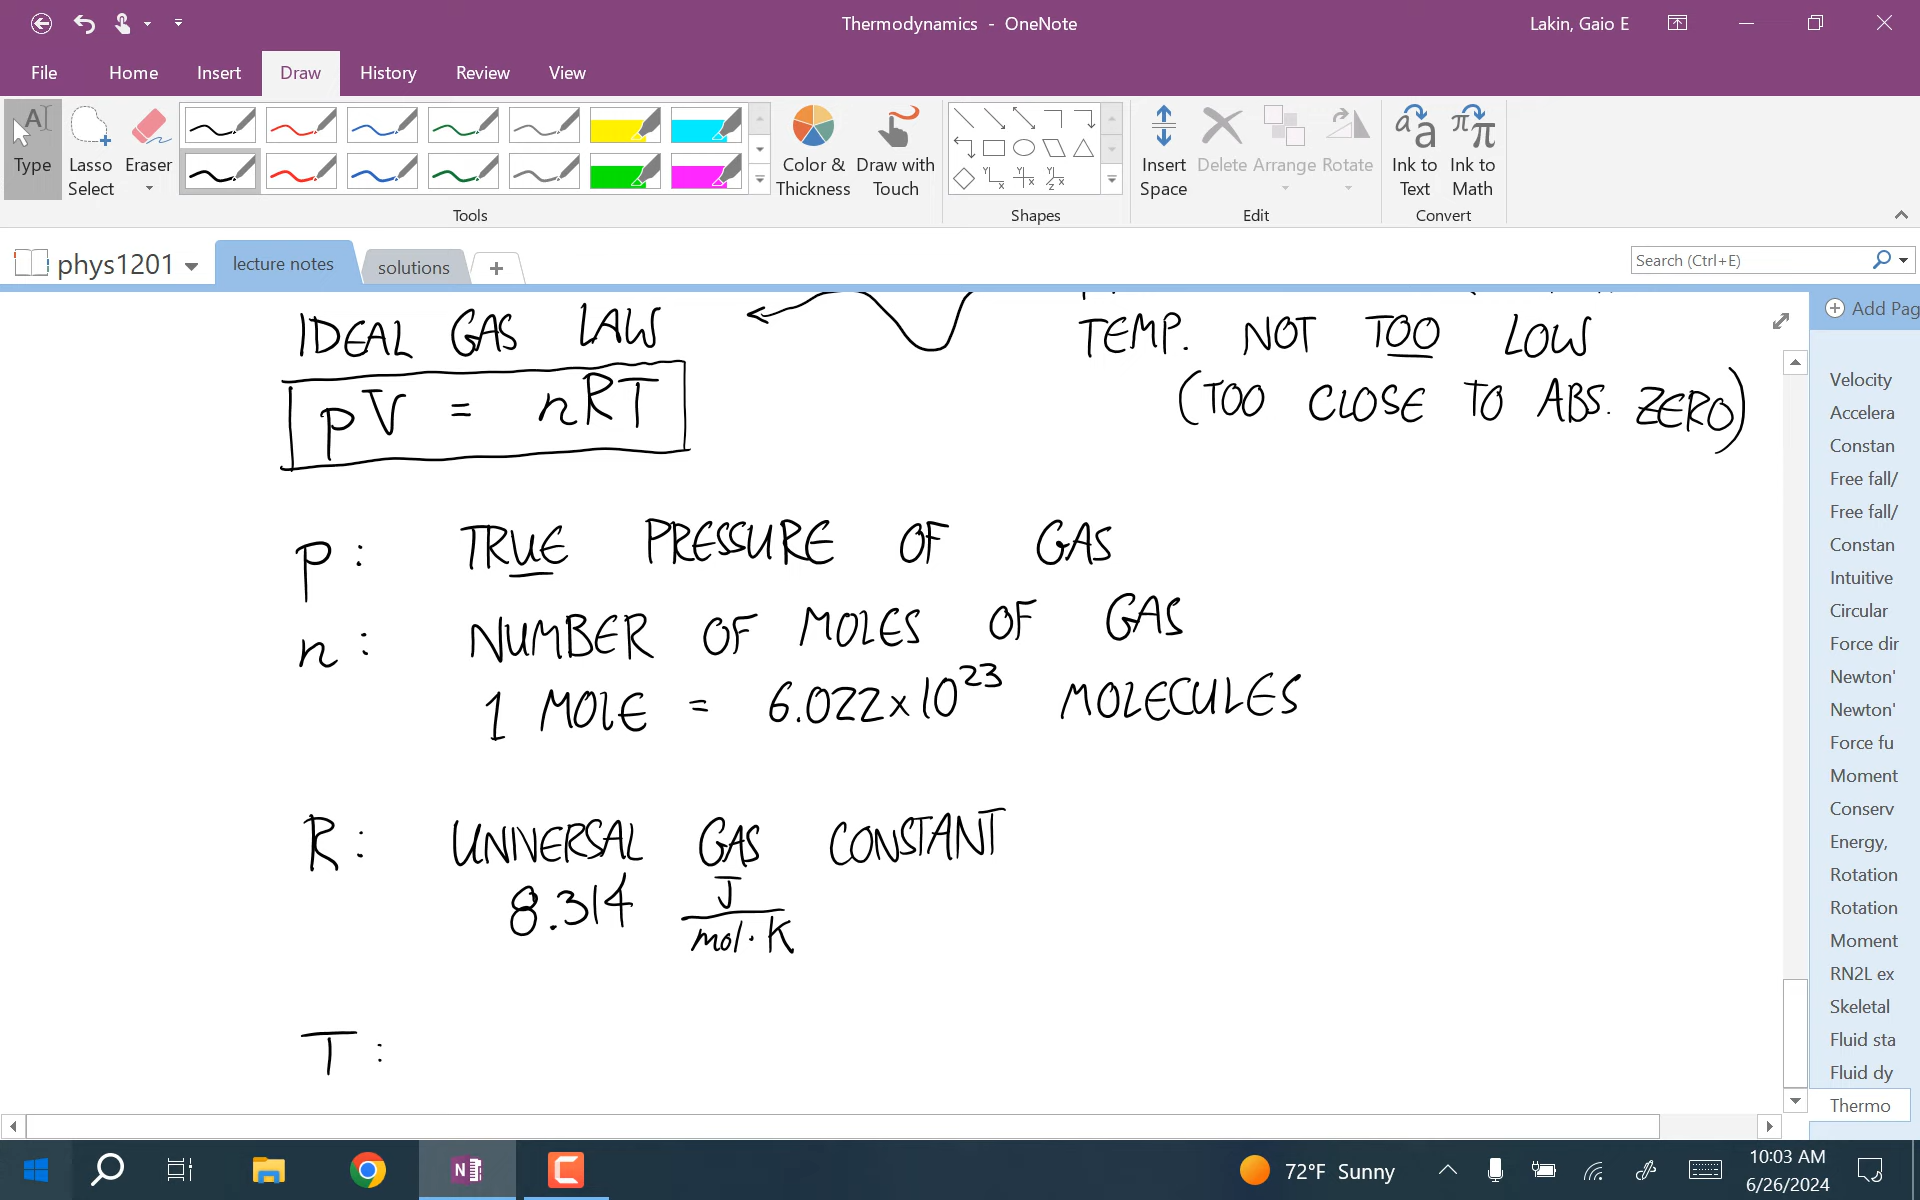 Thermodynamics - OneNote
Lakin, Gaio E
File Home Insert Draw History Review View
Type
Lasso Select
Eraser
Color & Thickness
Draw with Touch
Insert Space
Delete
Arrange
Rotate
Ink to Text
Ink to Math
Tools
Shapes
Edit
Convert
phys1201
lecture notes
solutions
Search (Ctrl+E)
Add Pag
IDEAL GAS LAW
pV = nRT
TEMP. NOT TOO LOW
(TOO CLOSE TO ABS. ZERO)
p: TRUE PRESSURE OF GAS
n: NUMBER OF MOLES OF GAS
1 MOLE = 6.022×10²³ MOLECULES
R: UNIVERSAL GAS CONSTANT
8.314 J/mol·K
T:
Velocity
Accelera
Constan
Free fall/
Free fall/
Constan
Intuitive
Circular
Force dir
Newton'
Newton'
Force fu
Moment
Conserv
Energy,
Rotation
Rotation
Moment
RN2L ex
Skeletal
Fluid sta
Fluid dy
Thermo
72°F Sunny
10:03 AM
6/26/2024